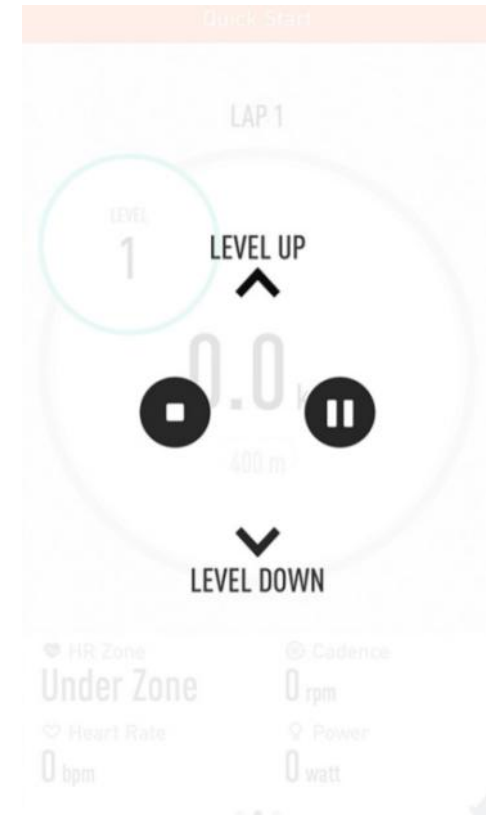 Quick Start
LAP 1
LEVEL
1
LEVEL UP
0.0
400 m
LEVEL DOWN
HR Zone
Cadence
Under Zone
0 rpm
Heart Rate
Power
0 bpm
0 watt